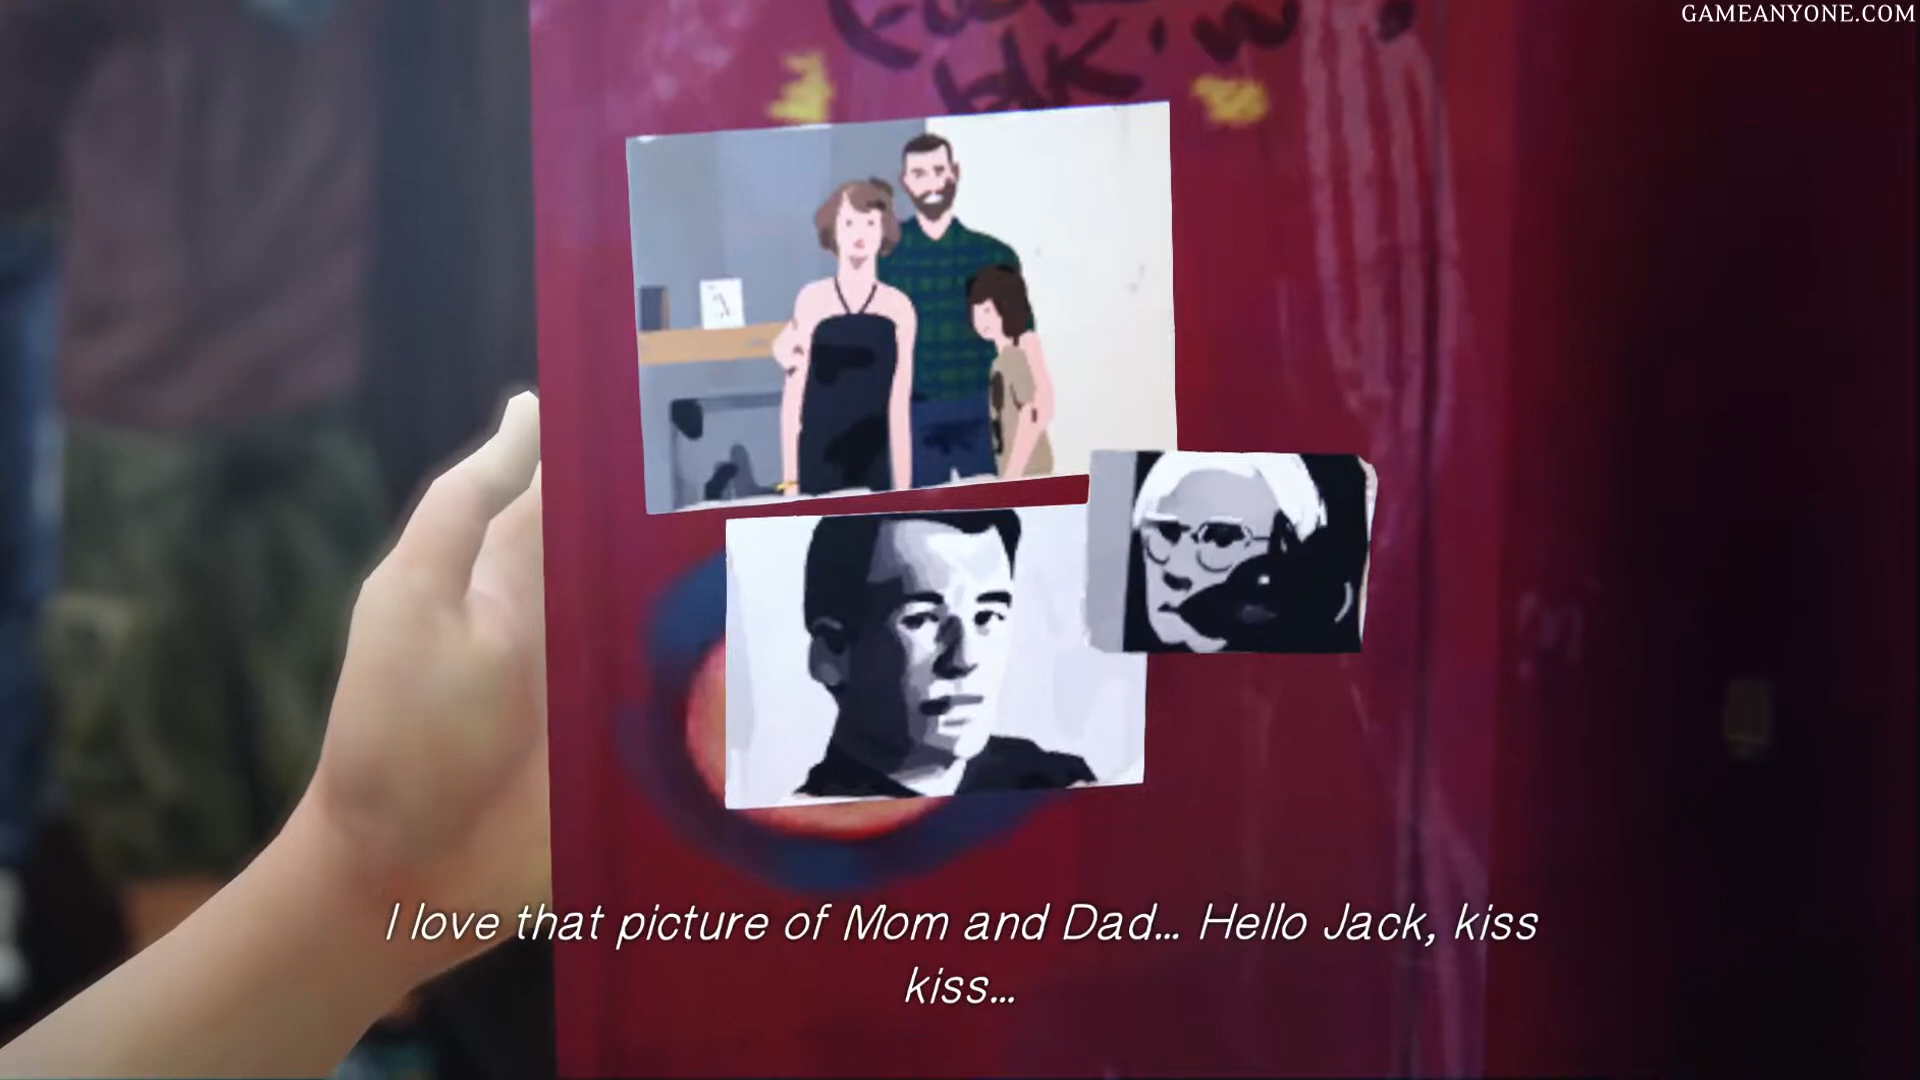 GAMEANYONE.COM
I love that picture of Mom and Dad... Hello Jack, kiss
kiss...